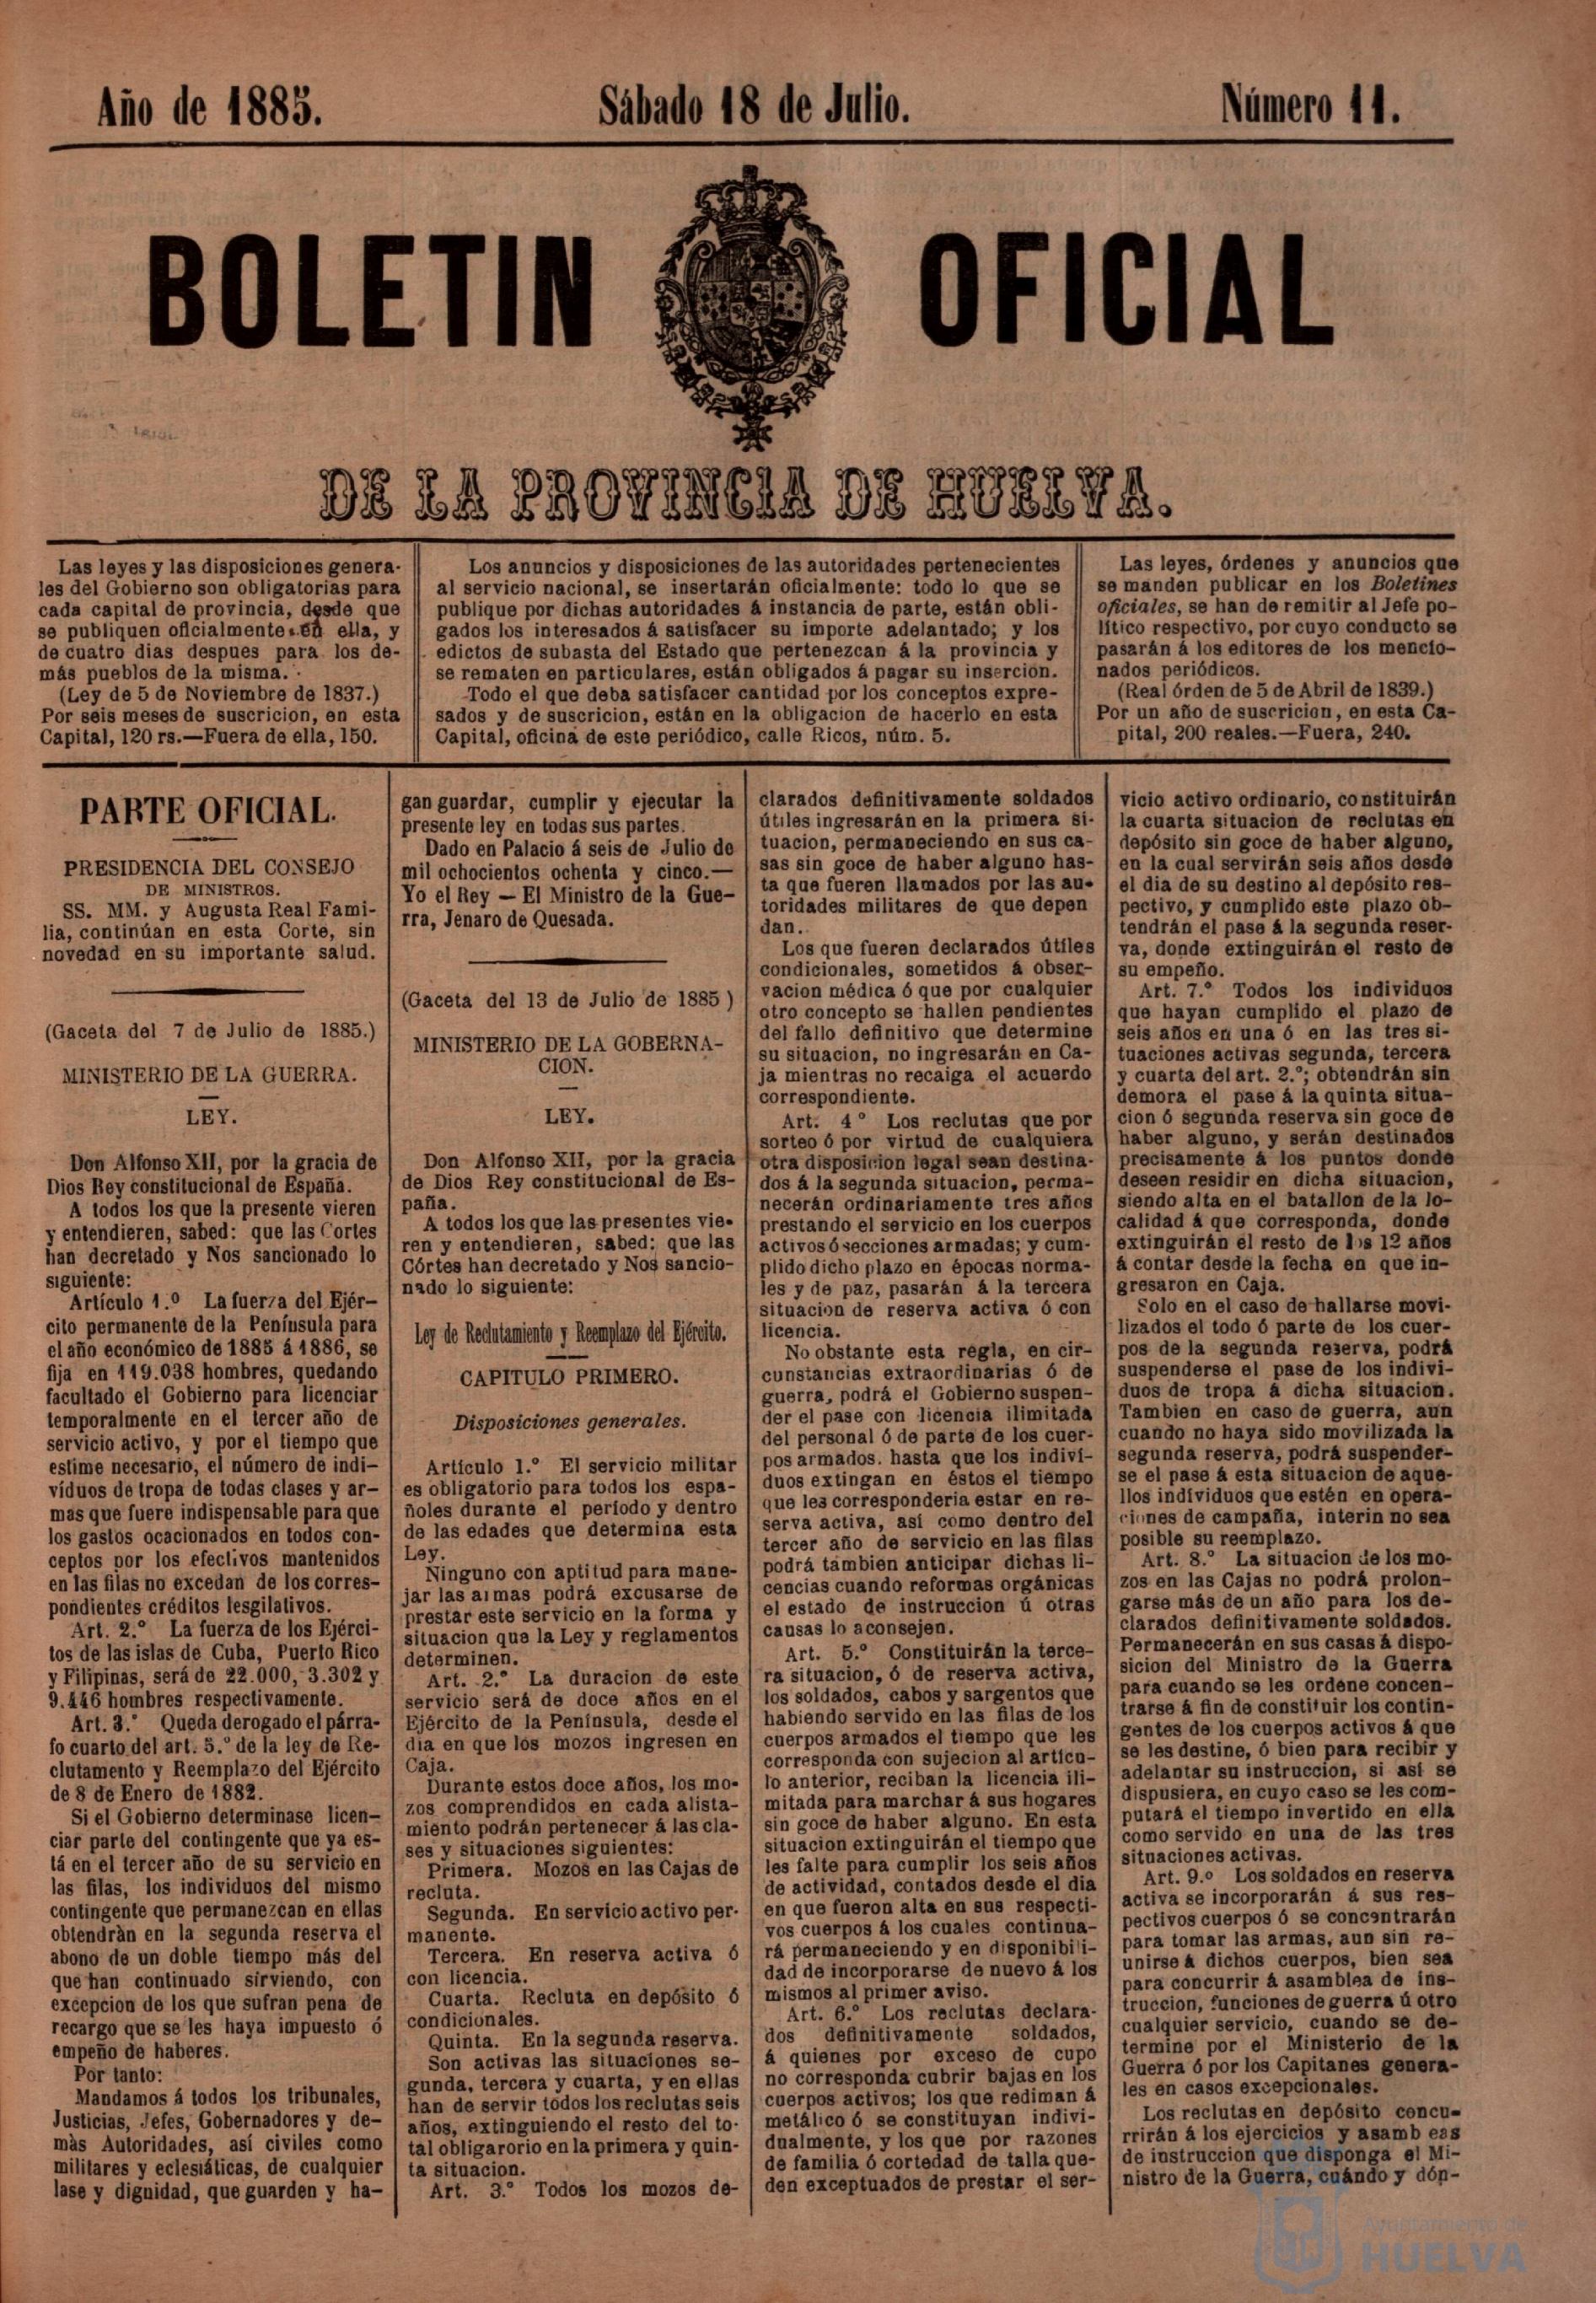 Año de 1885.
Sábado 18 de Julio.
Número 11.
BOLETIN OFICIAL
DE LA PROVINCIA DE HUELVA.
Las leyes y las disposiciones genera-
les del Gobierno son obligatorias para
cada capital de provincia, desde que
se publiquen oficialmente en ella, y
de cuatro dias despues para los de-
más pueblos de la misma.
(Ley de 5 de Noviembre de 1837.)
Por seis meses de suscricion, en esta
Capital, 120 rs.—Fuera de ella, 150.
Los anuncios y disposiciones de las autoridades pertenecientes
al servicio nacional, se insertarán oficialmente: todo lo que se
publique por dichas autoridades á instancia de parte, están obli-
gados los interesados á satisfacer su importe adelantado; y los
edictos de subasta del Estado que pertenezcan á la provincia y
se rematen en particulares, están obligados á pagar su insercion.
Todo el que deba satisfacer cantidad por los conceptos expre-
sados y de suscricion, están en la obligacion de hacerlo en esta
Capital, oficina de este periódico, calle Ricos, núm. 5.
Las leyes, órdenes y anuncios que
se manden publicar en los Boletines
oficiales, se han de remitir al Jefe po-
lítico respectivo, por cuyo conducto se
pasarán á los editores de los mencio-
nados periódicos.
(Real órden de 5 de Abril de 1839.)
Por un año de suscricion, en esta Ca-
pital, 200 reales.—Fuera, 240.
PARTE OFICIAL.
PRESIDENCIA DEL CONSEJO
DE MINISTROS.
SS. MM. y Augusta Real Fami-
lia, continúan en esta Corte, sin
novedad en su importante salud.
(Gaceta del 7 de Julio de 1885.)
MINISTERIO DE LA GUERRA.
LEY.
Don Alfonso XII, por la gracia de
Dios Rey constitucional de España.
A todos los que la presente vieren
y entendieren, sabed: que las Cortes
han decretado y Nos sancionado lo
siguiente:
Artículo 1.º La fuerza del Ejér-
cito permanente de la Península para
el año económico de 1885 á 1886, se
fija en 119.038 hombres, quedando
facultado el Gobierno para licenciar
temporalmente en el tercer año de
servicio activo, y por el tiempo que
estime necesario, el número de indi-
viduos de tropa de todas clases y ar-
mas que fuere indispensable para que
los gastos ocacionados en todos con-
ceptos por los efectivos mantenidos
en las filas no excedan de los corres-
pondientes créditos lesgilativos.
Art. 2.º La fuerza de los Ejérci-
tos de las islas de Cuba, Puerto Rico
y Filipinas, será de 22.000, 3.302 y
9.446 hombres respectivamente.
Art. 3.º Queda derogado el párra-
fo cuarto del art. 5.º de la ley de Re-
clutamento y Reemplazo del Ejército
de 8 de Enero de 1882.
Si el Gobierno determinase licen-
ciar parte del contingente que ya es-
tá en el tercer año de su servicio en
las filas, los individuos del mismo
contingente que permanezcan en ellas
obtendràn en la segunda reserva el
abono de un doble tiempo más del
que han continuado sirviendo, con
excepcion de los que sufran pena de
recargo que se les haya impuesto ó
empeño de haberes.
Por tanto:
Mandamos á todos los tribunales,
Justicias, Jefes, Gobernadores y de-
màs Autoridades, así civiles como
militares y eclesiáticas, de cualquier
lase y dignidad, que guarden y ha-
gan guardar, cumplir y ejecutar la
presente ley en todas sus partes.
Dado en Palacio á seis de Julio de
mil ochocientos ochenta y cinco.—
Yo el Rey — El Ministro de la Gue-
rra, Jenaro de Quesada.
(Gaceta del 13 de Julio de 1885)
MINISTERIO DE LA GOBERNA-
CION.
LEY.
Don Alfonso XII, por la gracia
de Dios Rey constitucional de Es-
paña.
A todos los que las presentes vie-
ren y entendieren, sabed: que las
Córtes han decretado y Nos sancio-
nado lo siguiente:
Ley de Reclutamiento y Reemplazo del Ejército.
CAPITULO PRIMERO.
Disposiciones generales.
Artículo 1.º El servicio militar
es obligatorio para todos los espa-
ñoles durante el período y dentro
de las edades que determina esta
Ley.
Ninguno con aptitud para mane-
jar las armas podrá excusarse de
prestar este servicio en la forma y
situacion que la Ley y reglamentos
determinen.
Art. 2.º La duracion de este
servicio será de doce años en el
Ejército de la Península, desde el
dia en que los mozos ingresen en
Caja.
Durante estos doce años, los mo-
zos comprendidos en cada alista-
miento podrán pertenecer á las cla-
ses y situaciones siguientes:
Primera. Mozos en las Cajas de
recluta.
Segunda. En servicio activo per-
manente.
Tercera. En reserva activa ó
con licencia.
Cuarta. Recluta en depósito ó
condicionales.
Quinta. En la segunda reserva.
Son activas las situaciones se-
gunda, tercera y cuarta, y en ellas
han de servir todos los reclutas seis
años, extinguiendo el resto del to-
tal obligarorio en la primera y quin-
ta situacion.
Art. 3.º Todos los mozos de-
clarados definitivamente soldados
útiles ingresarán en la primera si-
tuacion, permaneciendo en sus ca-
sas sin goce de haber alguno has-
ta que fueren llamados por las au-
toridades militares de que depen
dan.
Los que fueren declarados útiles
condicionales, sometidos á obser-
vacion médica ó que por cualquier
otro concepto se hallen pendientes
del fallo definitivo que determine
su situacion, no ingresarán en Ca-
ja mientras no recaiga el acuerdo
correspondiente.
Art. 4º Los reclutas que por
sorteo ó por virtud de cualquiera
otra disposicion legal sean destina-
dos á la segunda situacion, perma-
necerán ordinariamente tres años
prestando el servicio en los cuerpos
activos ó secciones armadas; y cum-
plido dicho plazo en épocas norma-
les y de paz, pasarán á la tercera
situacion de reserva activa ó con
licencia.
No obstante esta regla, en cir-
cunstancias extraordinarias ó de
guerra, podrá el Gobierno suspen-
der el pase con licencia ilimitada
del personal ó de parte de los cuer-
pos armados. hasta que los indiví-
duos extingan en éstos el tiempo
que les corresponderia estar en re-
serva activa, así como dentro del
tercer año de servicio en las filas
podrá tambien anticipar dichas li-
cencias cuando reformas orgánicas
el estado de instruccion ú otras
causas lo aconsejen.
Art. 5.º Constituirán la terce-
ra situacion, ó de reserva activa,
los soldados, cabos y sargentos que
habiendo servido en las filas de los
cuerpos armados el tiempo que les
corresponda con sujecion al artícu-
lo anterior, reciban la licencia ili-
mitada para marchar á sus hogares
sin goce de haber alguno. En esta
situacion extinguirán el tiempo que
les falte para cumplir los seis años
de actividad, contados desde el dia
en que fueron alta en sus respecti-
vos cuerpos á los cuales continua-
rá permaneciendo y en disponibili-
dad de incorporarse de nuevo á los
mismos al primer aviso.
Art. 6.º Los reclutas declara-
dos definitivamente soldados,
á quienes por exceso de cupo
no corresponda cubrir bajas en los
cuerpos activos; los que rediman á
metálico ó se constituyan indivi-
dualmente, y los que por razones
de familia ó cortedad de talla que-
den exceptuados de prestar el ser-
vicio activo ordinario, constituirán
la cuarta situacion de reclutas en
depósito sin goce de haber alguno,
en la cual servirán seis años desde
el dia de su destino al depósito res-
pectivo, y cumplido este plazo ob-
tendrán el pase á la segunda reser-
va, donde extinguirán el resto de
su empeño.
Art. 7.º Todos los individuos
que hayan cumplido el plazo de
seis años en una ó en las tres si-
tuaciones activas segunda, tercera
y cuarta del art. 2.º; obtendrán sin
demora el pase á la quinta situa-
cion ó segunda reserva sin goce de
haber alguno, y serán destinados
precisamente á los puntos donde
deseen residir en dicha situacion,
siendo alta en el batallon de la lo-
calidad á que corresponda, donde
extinguirán el resto de los 12 años
á contar desde la fecha en que in-
gresaron en Caja.
Solo en el caso de hallarse movi-
lizados el todo ó parte de los cuer-
pos de la segunda reserva, podrá
suspenderse el pase de los indivi-
duos de tropa á dicha situacion.
Tambien en caso de guerra, aun
cuando no haya sido movilizada la
segunda reserva, podrá suspender-
se el pase á esta situacion de aque-
llos indivíduos que estén en opera-
ciones de campaña, interin no sea
posible su reemplazo.
Art. 8.º La situacion de los mo-
zos en las Cajas no podrá prolon-
garse más de un año para los de-
clarados definitivamente soldados.
Permanecerán en sus casas á dispo-
sicion del Ministro de la Guerra
para cuando se les ordene concen-
trarse á fin de constituir los contin-
gentes de los cuerpos activos á que
se les destine, ó bien para recibir y
adelantar su instruccion, si así se
dispusiera, en cuyo caso se les com-
putará el tiempo invertido en ella
como servido en una de las tres
situaciones activas.
Art. 9.º Los soldados en reserva
activa se incorporarán á sus res-
pectivos cuerpos ó se concentrarán
para tomar las armas, aun sin re-
unirse á dichos cuerpos, bien sea
para concurrir á asamblea de ins-
truccion, funciones de guerra ú otro
cualquier servicio, cuando se de-
termine por el Ministerio de la
Guerra ó por los Capitanes genera-
les en casos excepcionales.
Los reclutas en depósito concu-
rrirán á los ejercicios y asamb eas
de instruccion que disponga el Mi-
nistro de la Guerra, cuándo y dón-
Ayuntamiento de
HUELVA